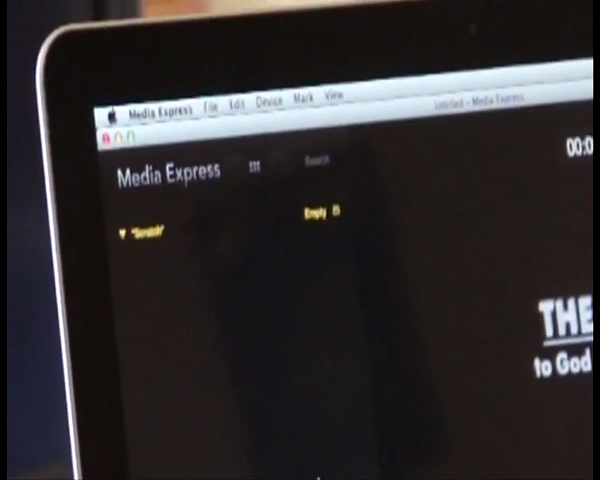 Media Express File Edit Device Mark View
Untitled - Media Express
Media Express
Search
00:0
Empty
"Scratch"
THE
to God